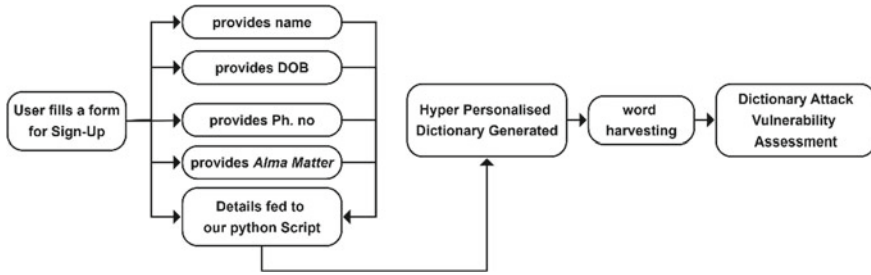 User fills a form
for Sign-Up
provides name
provides DOB
provides Ph. no
provides Alma Matter
Details fed to
our python Script
Hyper Personalised
Dictionary Generated
word
harvesting
Dictionary Attack
Vulnerability
Assessment